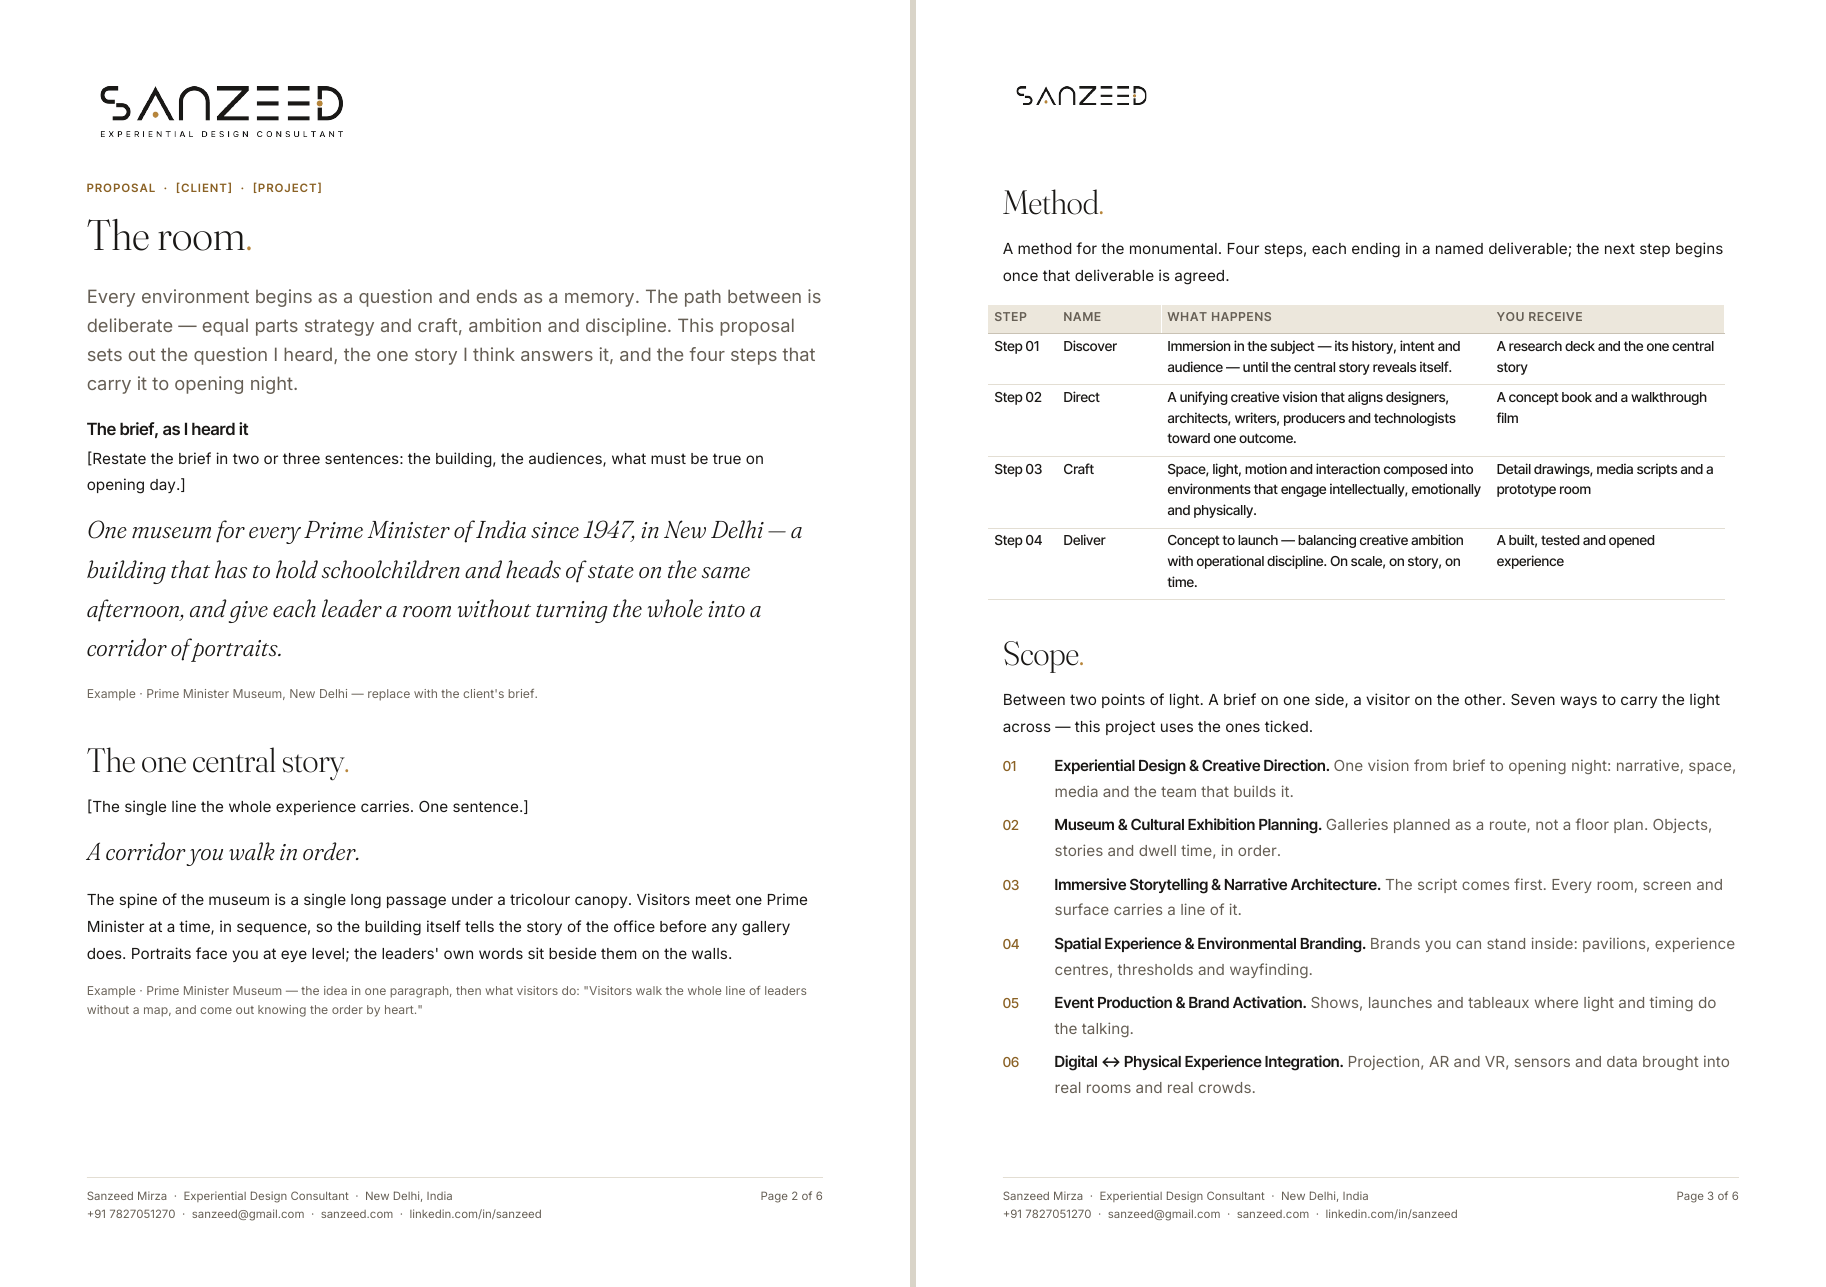 SANZEED
EXPERIENTIAL DESIGN CONSULTANT
PROPOSAL · [CLIENT] · [PROJECT]
The room.
Every environment begins as a question and ends as a memory. The path between is
deliberate — equal parts strategy and craft, ambition and discipline. This proposal
sets out the question I heard, the one story I think answers it, and the four steps that
carry it to opening night.
The brief, as I heard it
[Restate the brief in two or three sentences: the building, the audiences, what must be true on
opening day.]
One museum for every Prime Minister of India since 1947, in New Delhi — a
building that has to hold schoolchildren and heads of state on the same
afternoon, and give each leader a room without turning the whole into a
corridor of portraits.
Example · Prime Minister Museum, New Delhi — replace with the client's brief.
The one central story.
[The single line the whole experience carries. One sentence.]
A corridor you walk in order.
The spine of the museum is a single long passage under a tricolour canopy. Visitors meet one Prime
Minister at a time, in sequence, so the building itself tells the story of the office before any gallery
does. Portraits face you at eye level; the leaders' own words sit beside them on the walls.
Example · Prime Minister Museum — the idea in one paragraph, then what visitors do: "Visitors walk the whole line of leaders
without a map, and come out knowing the order by heart."
Sanzeed Mirza · Experiential Design Consultant · New Delhi, India
Page 2 of 6
+91 7827051270 · sanzeed@gmail.com · sanzeed.com · linkedin.com/in/sanzeed
SANZEED
Method.
A method for the monumental. Four steps, each ending in a named deliverable; the next step begins
once that deliverable is agreed.
STEP NAME WHAT HAPPENS YOU RECEIVE
Step 01 Discover Immersion in the subject — its history, intent and A research deck and the one central
audience — until the central story reveals itself. story
Step 02 Direct A unifying creative vision that aligns designers, A concept book and a walkthrough
architects, writers, producers and technologists film
toward one outcome.
Step 03 Craft Space, light, motion and interaction composed into Detail drawings, media scripts and a
environments that engage intellectually, emotionally prototype room
and physically.
Step 04 Deliver Concept to launch — balancing creative ambition A built, tested and opened
with operational discipline. On scale, on story, on experience
time.
Scope.
Between two points of light. A brief on one side, a visitor on the other. Seven ways to carry the light
across — this project uses the ones ticked.
01 Experiential Design & Creative Direction. One vision from brief to opening night: narrative, space,
media and the team that builds it.
02 Museum & Cultural Exhibition Planning. Galleries planned as a route, not a floor plan. Objects,
stories and dwell time, in order.
03 Immersive Storytelling & Narrative Architecture. The script comes first. Every room, screen and
surface carries a line of it.
04 Spatial Experience & Environmental Branding. Brands you can stand inside: pavilions, experience
centres, thresholds and wayfinding.
05 Event Production & Brand Activation. Shows, launches and tableaux where light and timing do
the talking.
06 Digital ↔ Physical Experience Integration. Projection, AR and VR, sensors and data brought into
real rooms and real crowds.
Sanzeed Mirza · Experiential Design Consultant · New Delhi, India
Page 3 of 6
+91 7827051270 · sanzeed@gmail.com · sanzeed.com · linkedin.com/in/sanzeed